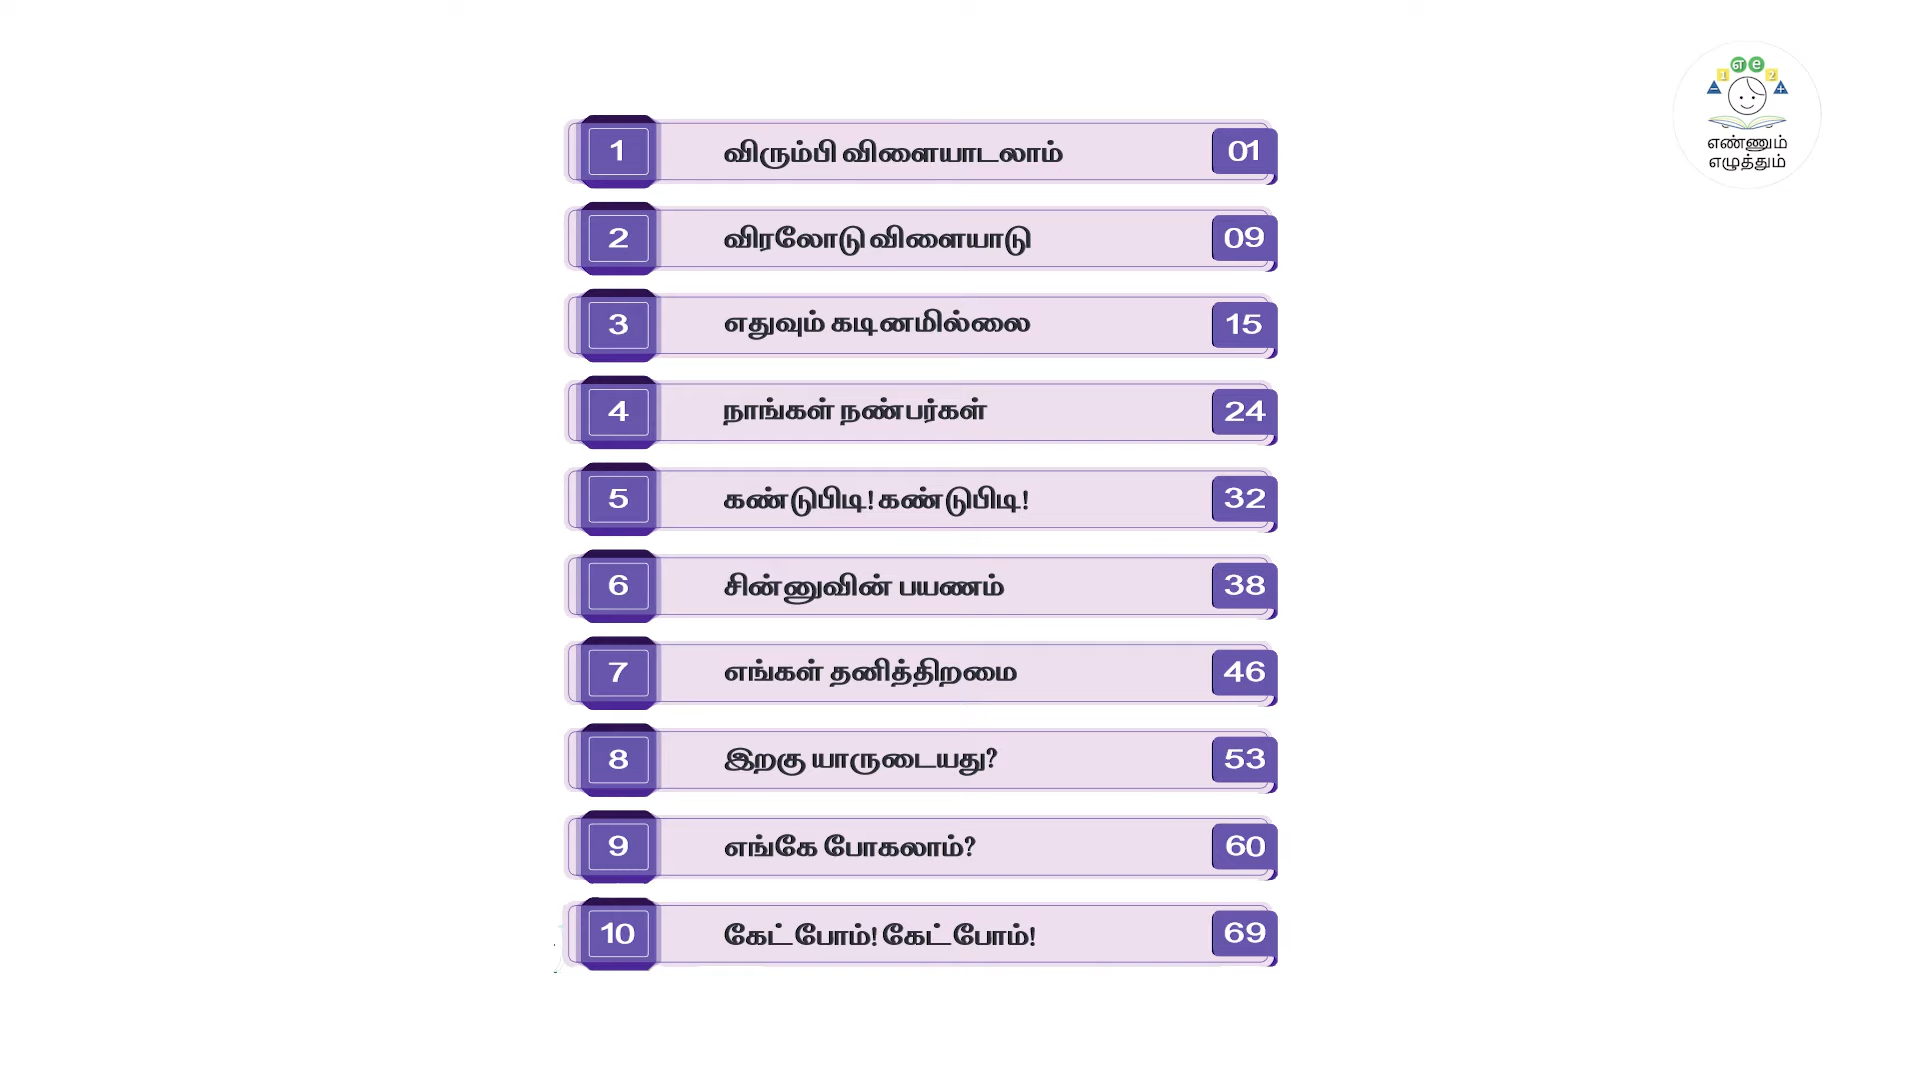 1 விரும்பி விளையாடலாம் 01
2 விரலோடு விளையாடு 09
3 எதுவும் கடினமில்லை 15
4 நாங்கள் நண்பர்கள் 24
5 கண்டுபிடி! கண்டுபிடி! 32
6 சின்னுவின் பயணம் 38
7 எங்கள் தனித்திறமை 46
8 இறகு யாருடையது? 53
9 எங்கே போகலாம்? 60
10 கேட்போம்! கேட்போம்! 69
எ e
1 2
− +
எண்ணும்
எழுத்தும்